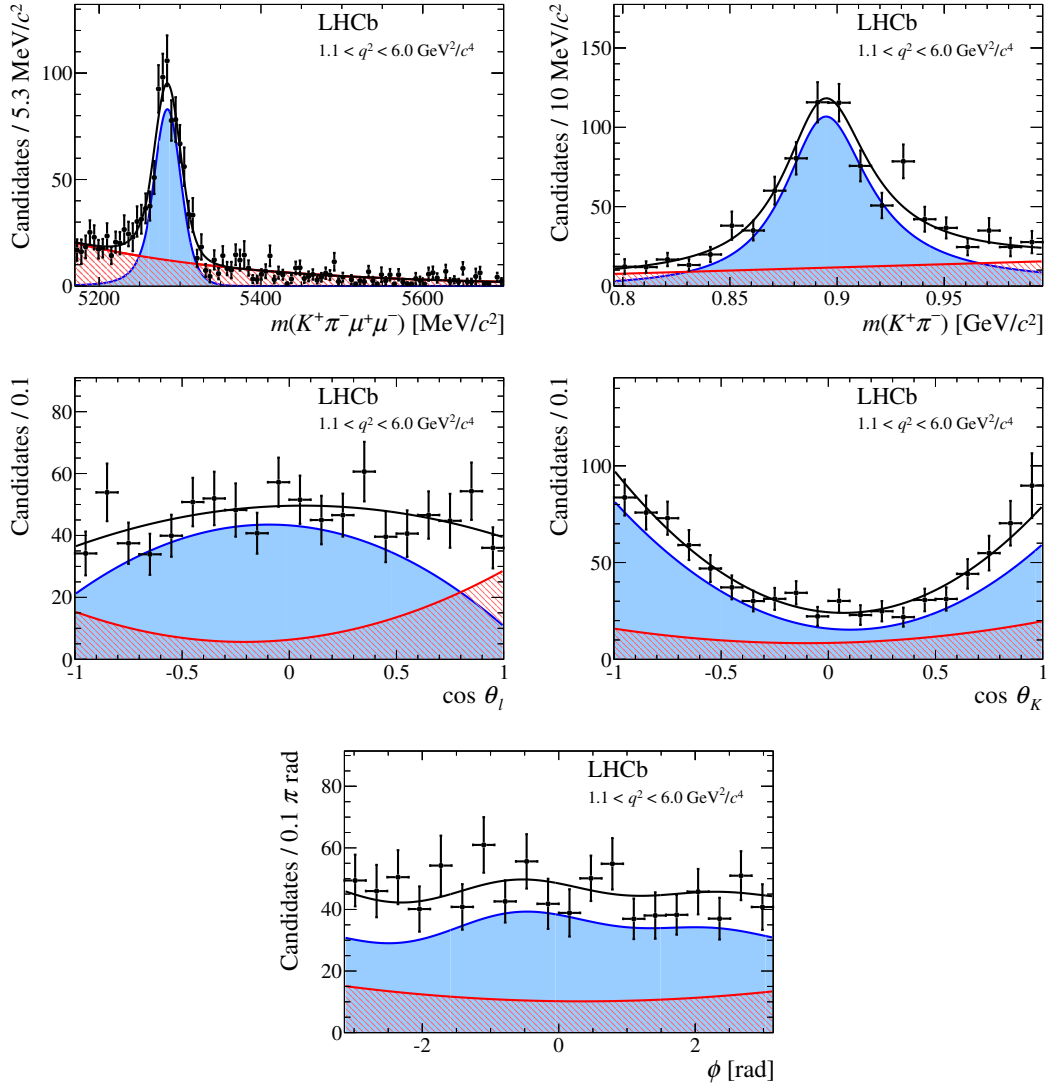 LHCb
1.1 < q² < 6.0 GeV²/c⁴
Candidates / 5.3 MeV/c²
100
50
0
5200
5400
5600
m(K⁺π⁻μ⁺μ⁻) [MeV/c²]
LHCb
1.1 < q² < 6.0 GeV²/c⁴
Candidates / 10 MeV/c²
150
100
50
0
0.8
0.85
0.9
0.95
m(K⁺π⁻) [GeV/c²]
LHCb
1.1 < q² < 6.0 GeV²/c⁴
Candidates / 0.1
80
60
40
20
0
-1
-0.5
0
0.5
1
cos θ_l
LHCb
1.1 < q² < 6.0 GeV²/c⁴
Candidates / 0.1
100
50
0
-1
-0.5
0
0.5
1
cos θ_K
LHCb
1.1 < q² < 6.0 GeV²/c⁴
Candidates / 0.1 π rad
80
60
40
20
0
-2
0
2
ϕ [rad]